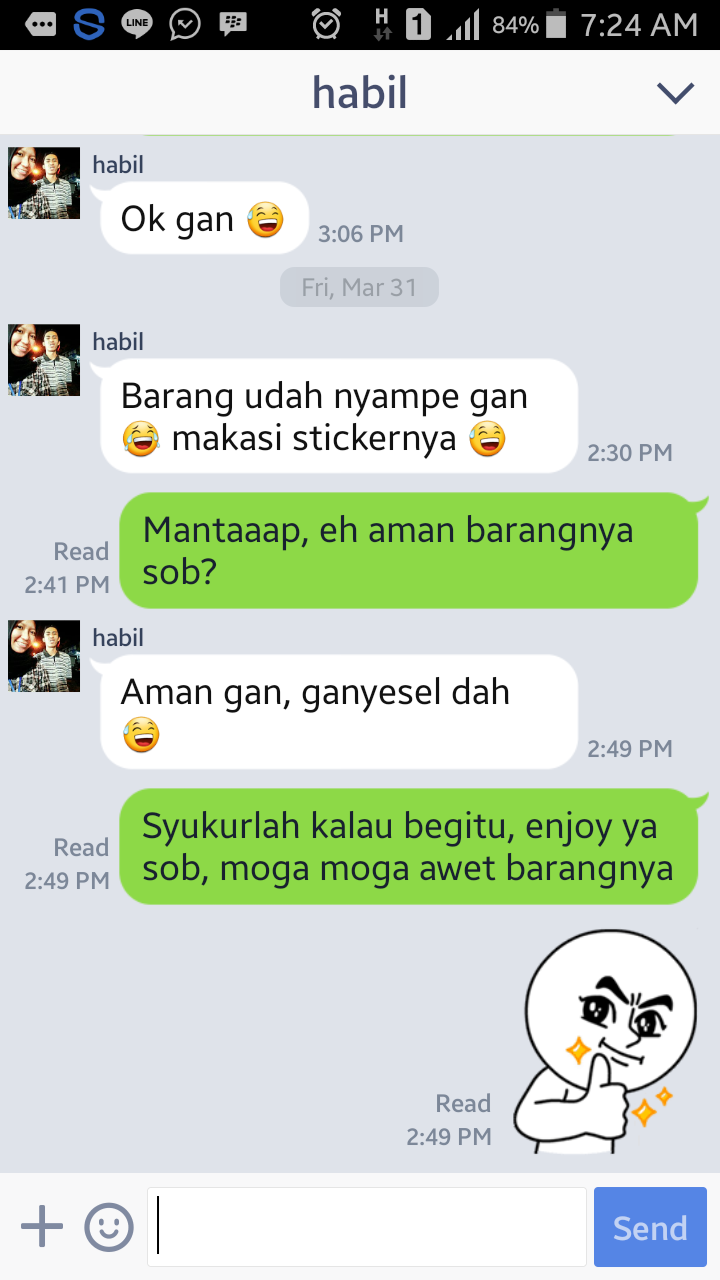 LINE
H
1
84%
7:24 AM
habil
habil
Ok gan 😅
3:06 PM
Fri, Mar 31
habil
Barang udah nyampe gan
😂 makasi stickernya 😅
2:30 PM
Mantaaap, eh aman barangnya
sob?
Read
2:41 PM
habil
Aman gan, ganyesel dah
😅
2:49 PM
Syukurlah kalau begitu, enjoy ya
sob, moga moga awet barangnya
Read
2:49 PM
Read
2:49 PM
Send